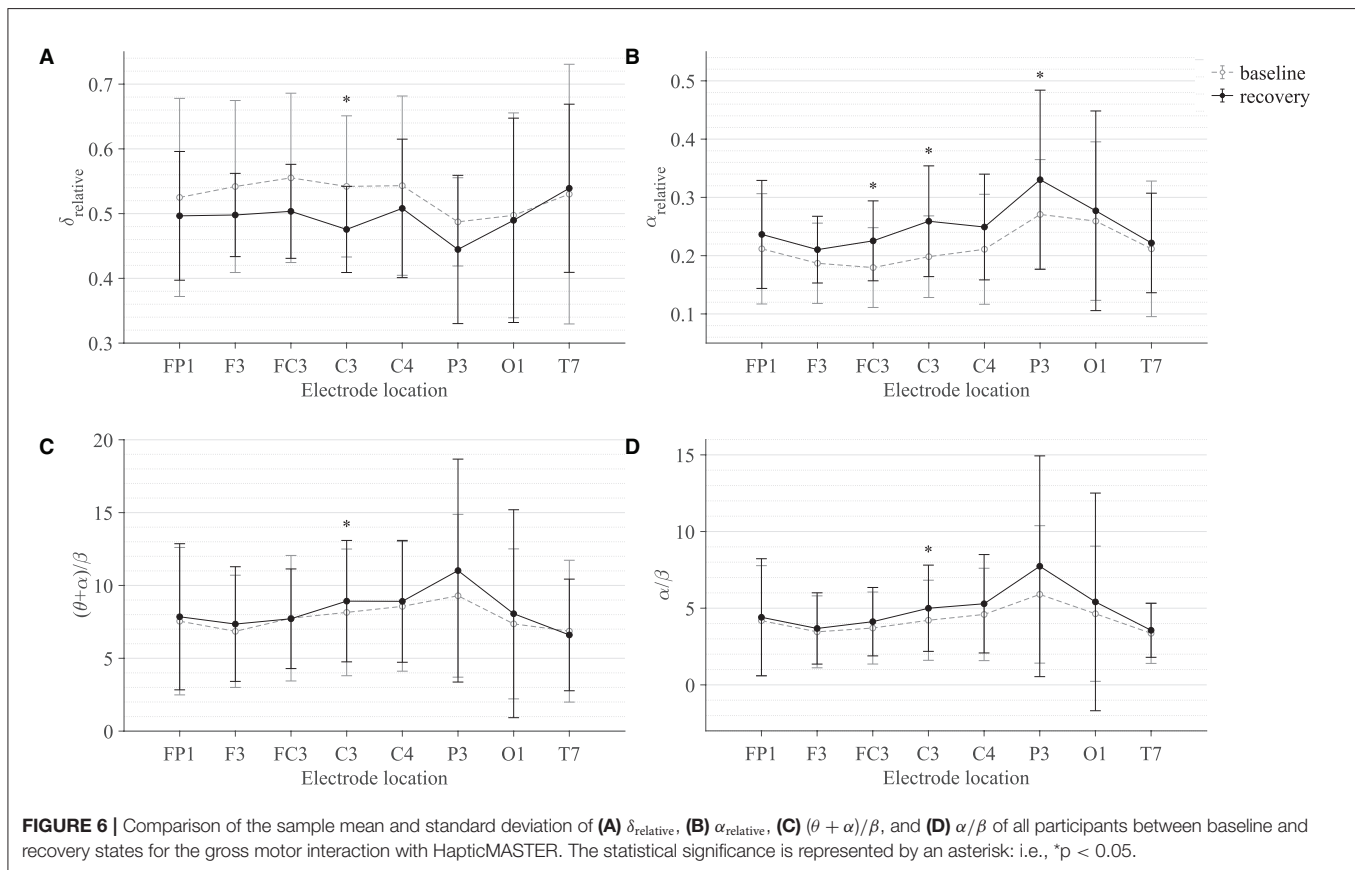 A
0.7
0.6
0.5
0.4
0.3
δrelative
*
FP1 F3 FC3 C3 C4 P3 O1 T7
Electrode location
B
0.5
0.4
0.3
0.2
0.1
αrelative
* * *
FP1 F3 FC3 C3 C4 P3 O1 T7
Electrode location
baseline
recovery
C
20
15
10
5
0
(θ+α)/β
*
FP1 F3 FC3 C3 C4 P3 O1 T7
Electrode location
D
15
10
5
0
α/β
*
FP1 F3 FC3 C3 C4 P3 O1 T7
Electrode location
FIGURE 6 | Comparison of the sample mean and standard deviation of (A) δrelative, (B) αrelative, (C) (θ + α)/β, and (D) α/β of all participants between baseline and
recovery states for the gross motor interaction with HapticMASTER. The statistical significance is represented by an asterisk: i.e., *p < 0.05.